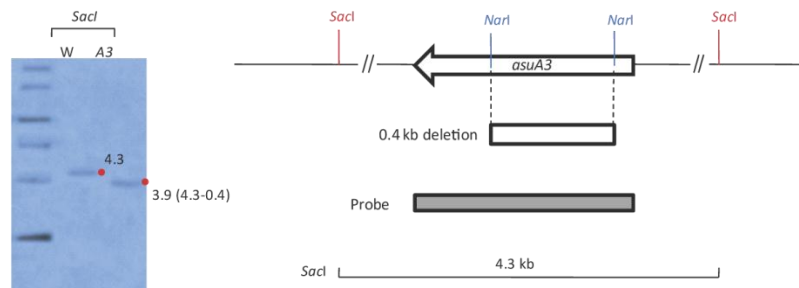 SacI
W A3
4.3
3.9 (4.3-0.4)
SacI NarI NarI SacI
// asuA3 //
0.4 kb deletion
Probe
4.3 kb
SacI